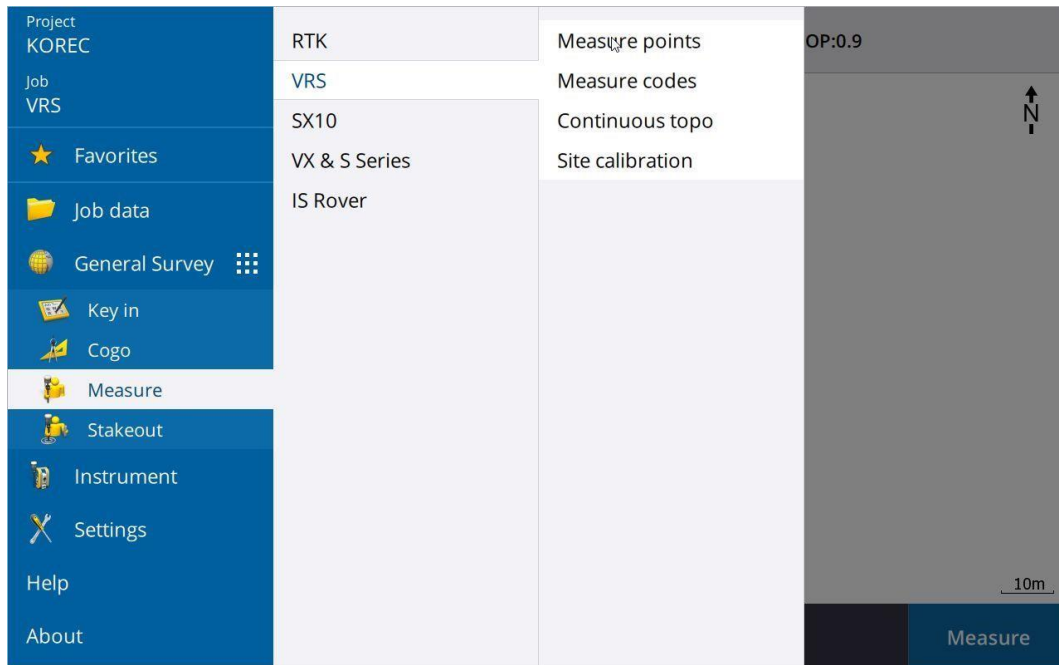 Project
KOREC
Job
VRS
Favorites
Job data
General Survey
Key in
Cogo
Measure
Stakeout
Instrument
Settings
Help
About
RTK
VRS
SX10
VX & S Series
IS Rover
Measure points
Measure codes
Continuous topo
Site calibration
OP:0.9
N
10m
Measure